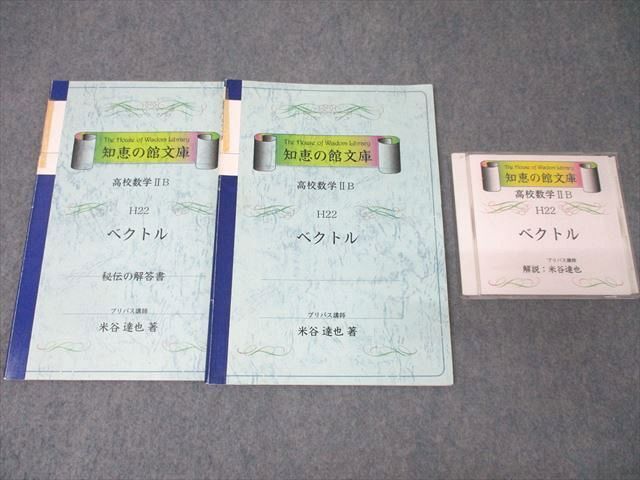 The House of Wisdom Library
知恵の館文庫
高校数学ⅡB
H22
ベクトル
秘伝の解答書
プリパス講師
米谷 達也 著
The House of Wisdom Library
知恵の館文庫
高校数学ⅡB
H22
ベクトル
プリパス講師
米谷 達也 著
The House of Wisdom Library
知恵の館文庫
高校数学ⅡB
H22
ベクトル
プリパス講師
解説：米谷達也